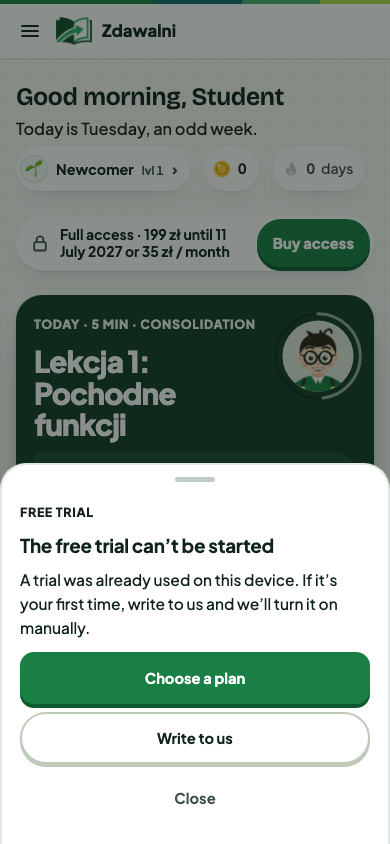 Zdawalni
Good morning, Student
Today is Tuesday, an odd week.
Newcomer lvl 1 ›
0
0 days
Full access · 199 zł until 11
July 2027 or 35 zł / month
Buy access
TODAY · 5 MIN · CONSOLIDATION
Lekcja 1:
Pochodne
funkcji
FREE TRIAL
The free trial can’t be started
A trial was already used on this device. If it’s
your first time, write to us and we’ll turn it on
manually.
Choose a plan
Write to us
Close